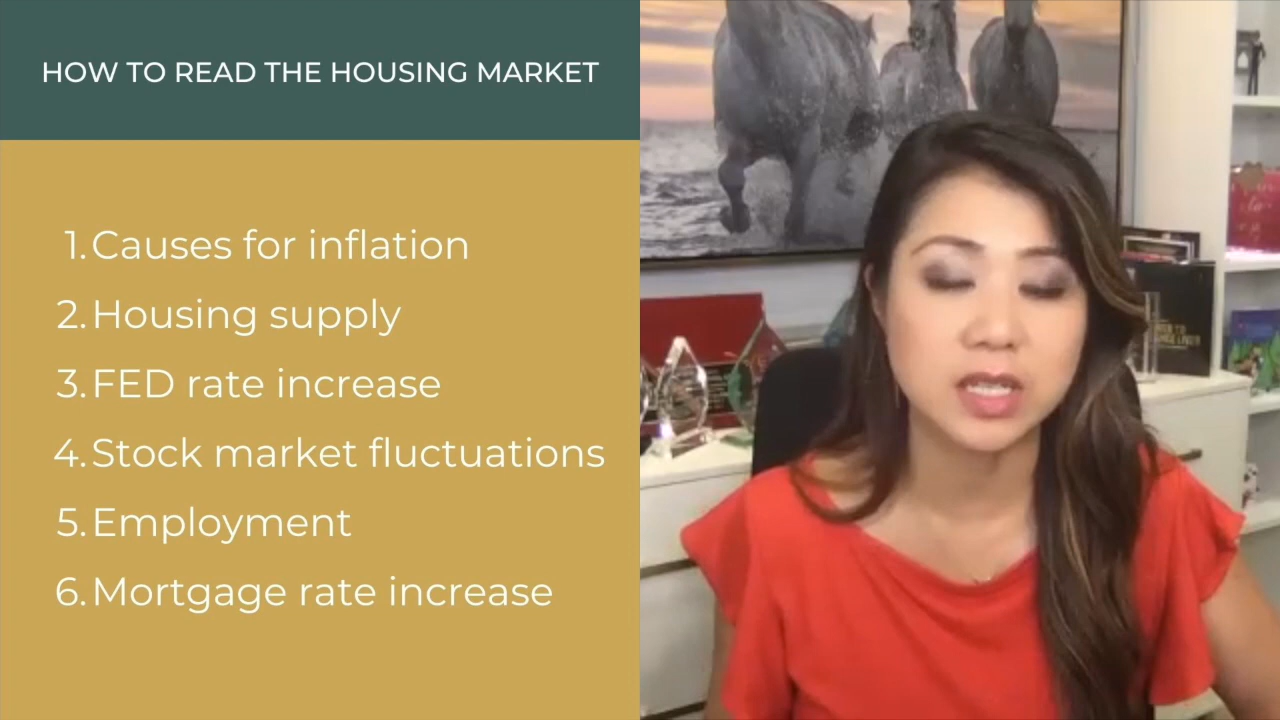 HOW TO READ THE HOUSING MARKET
1. Causes for inflation
2. Housing supply
3. FED rate increase
4. Stock market fluctuations
5. Employment
6. Mortgage rate increase